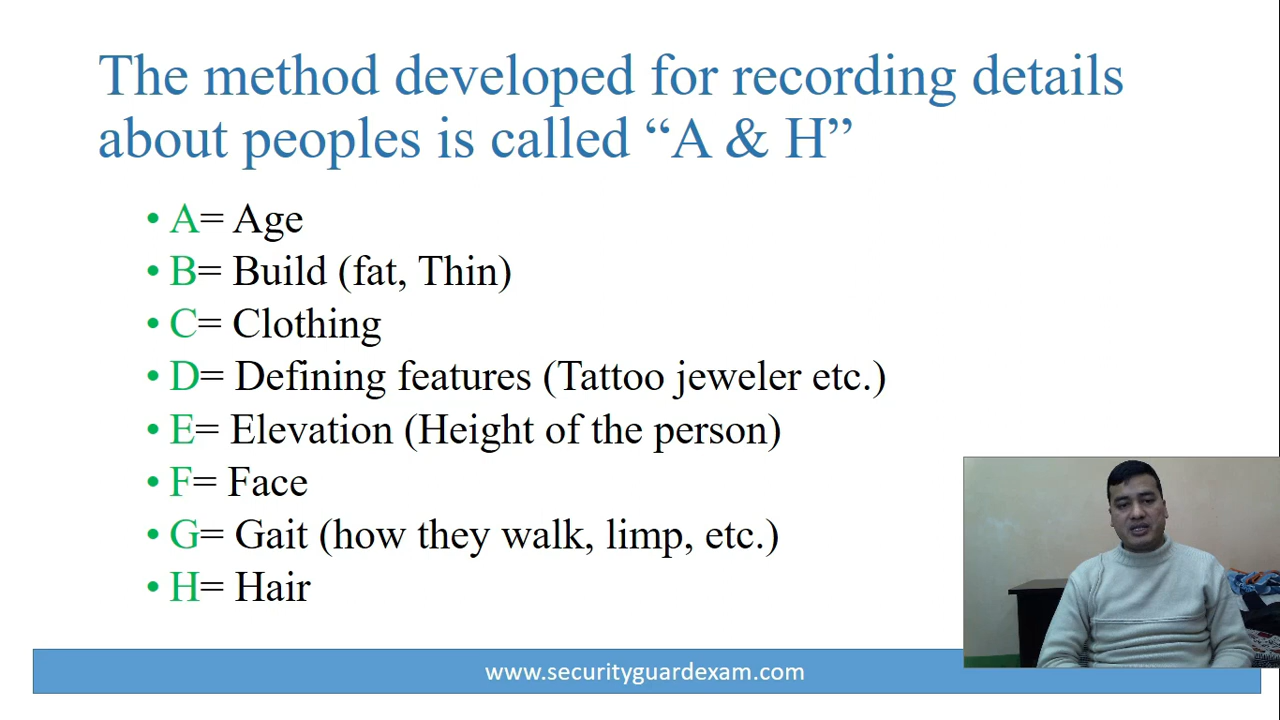 The method developed for recording details
about peoples is called “A & H”
• A= Age
• B= Build (fat, Thin)
• C= Clothing
• D= Defining features (Tattoo jeweler etc.)
• E= Elevation (Height of the person)
• F= Face
• G= Gait (how they walk, limp, etc.)
• H= Hair
www.securityguardexam.com